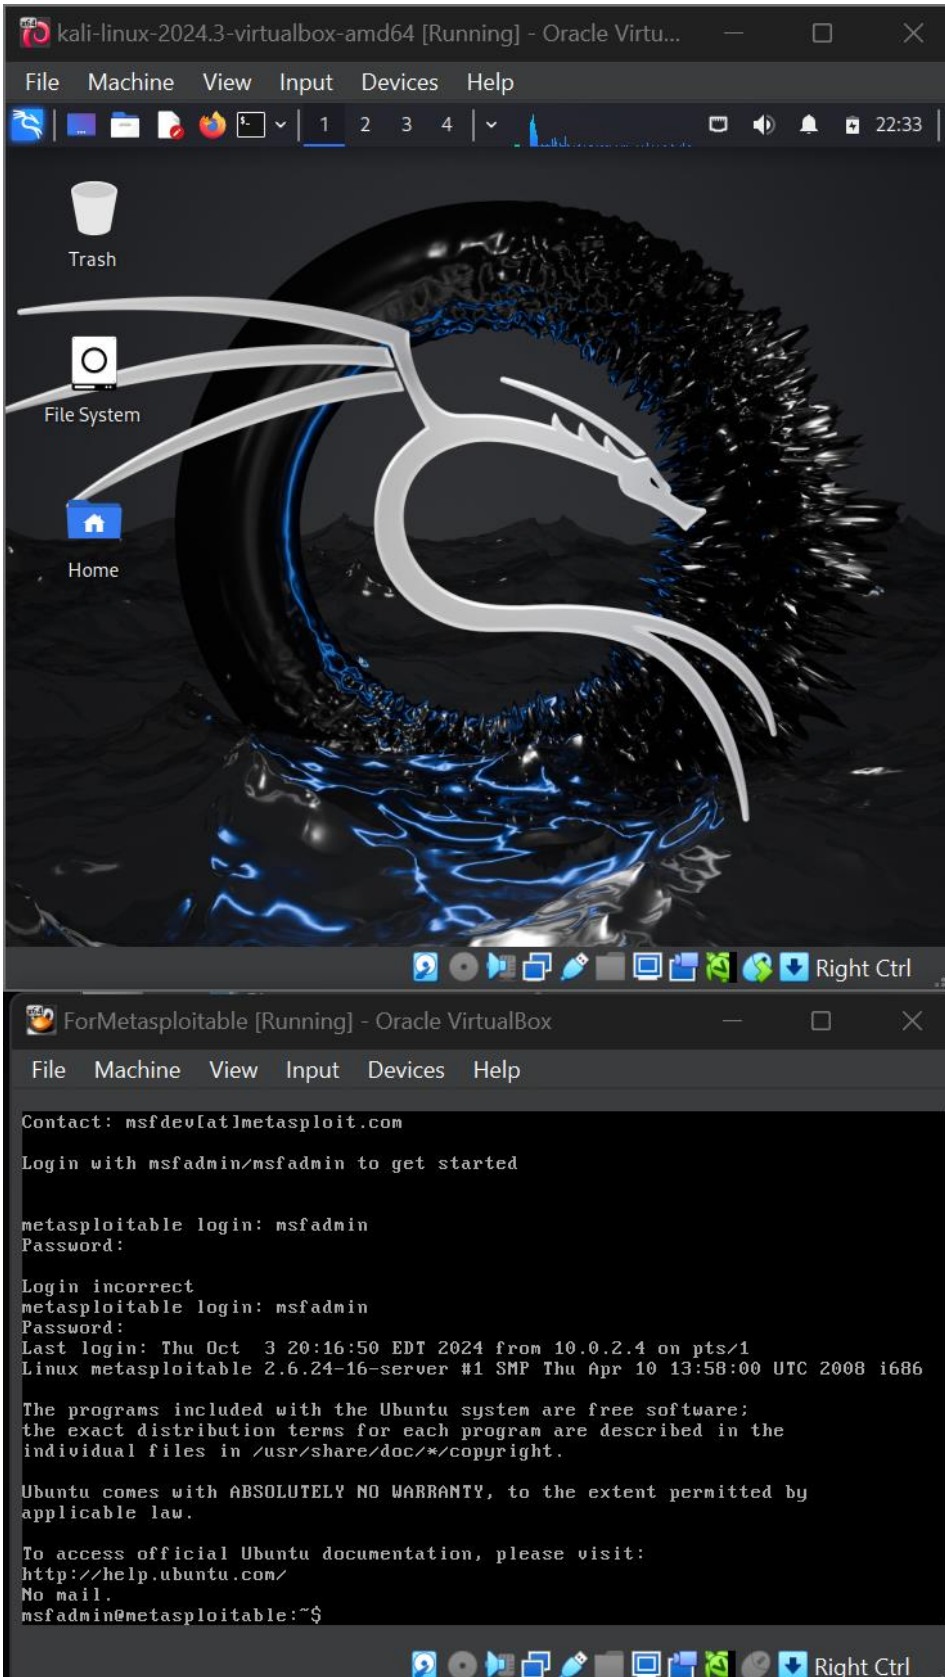 kali-linux-2024.3-virtualbox-amd64 [Running] - Oracle Virtu...
File Machine View Input Devices Help
1 2 3 4 22:33
Trash
File System
Home
Right Ctrl
ForMetasploitable [Running] - Oracle VirtualBox
File Machine View Input Devices Help
Contact: msfdev[at]metasploit.com
Login with msfadmin/msfadmin to get started
metasploitable login: msfadmin
Password:
Login incorrect
metasploitable login: msfadmin
Password:
Last login: Thu Oct  3 20:16:50 EDT 2024 from 10.0.2.4 on pts/1
Linux metasploitable 2.6.24-16-server #1 SMP Thu Apr 10 13:58:00 UTC 2008 i686
The programs included with the Ubuntu system are free software;
the exact distribution terms for each program are described in the
individual files in /usr/share/doc/*/copyright.
Ubuntu comes with ABSOLUTELY NO WARRANTY, to the extent permitted by
applicable law.
To access official Ubuntu documentation, please visit:
http://help.ubuntu.com/
No mail.
msfadmin@metasploitable:~$
Right Ctrl